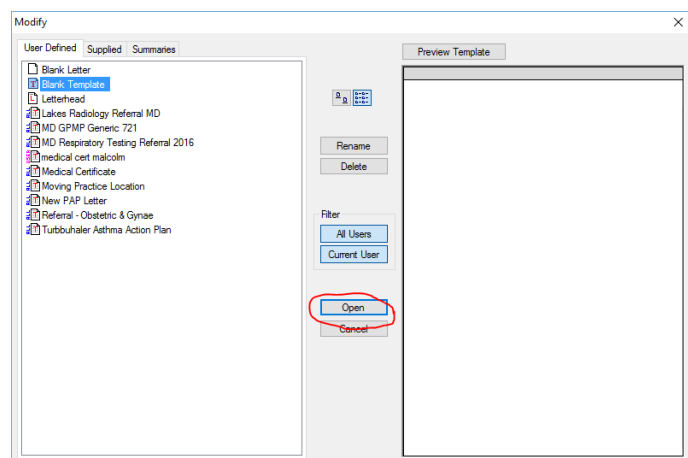 Modify
User Defined Supplied Summaries
Preview Template
Blank Letter
Blank Template
Letterhead
Lakes Radiology Referral MD
MD GPMP Generic 721
MD Respiratory Testing Referral 2016
medical cert malcolm
Medical Certificate
Moving Practice Location
New PAP Letter
Referral - Obstetric & Gynae
Turbbuhaler Asthma Action Plan
Rename
Delete
Filter
All Users
Current User
Open
Cancel